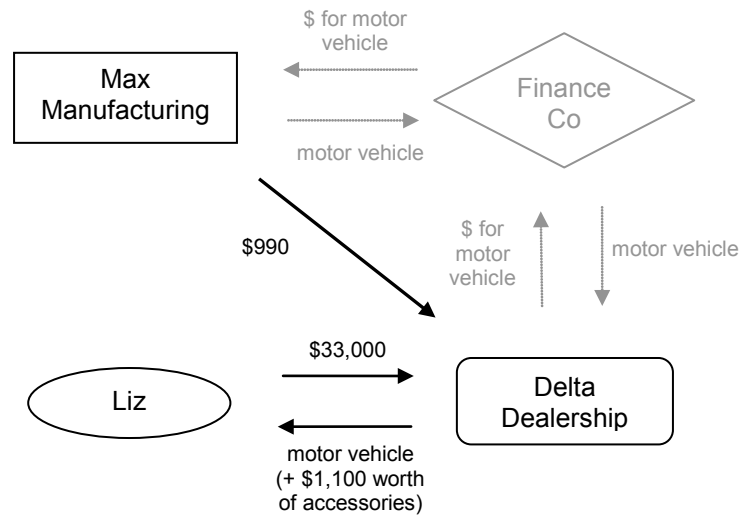 $ for motor
vehicle
Max
Manufacturing
Finance
Co
motor vehicle
$990
$ for
motor
vehicle
motor vehicle
$33,000
Liz
Delta
Dealership
motor vehicle
(+ $1,100 worth
of accessories)